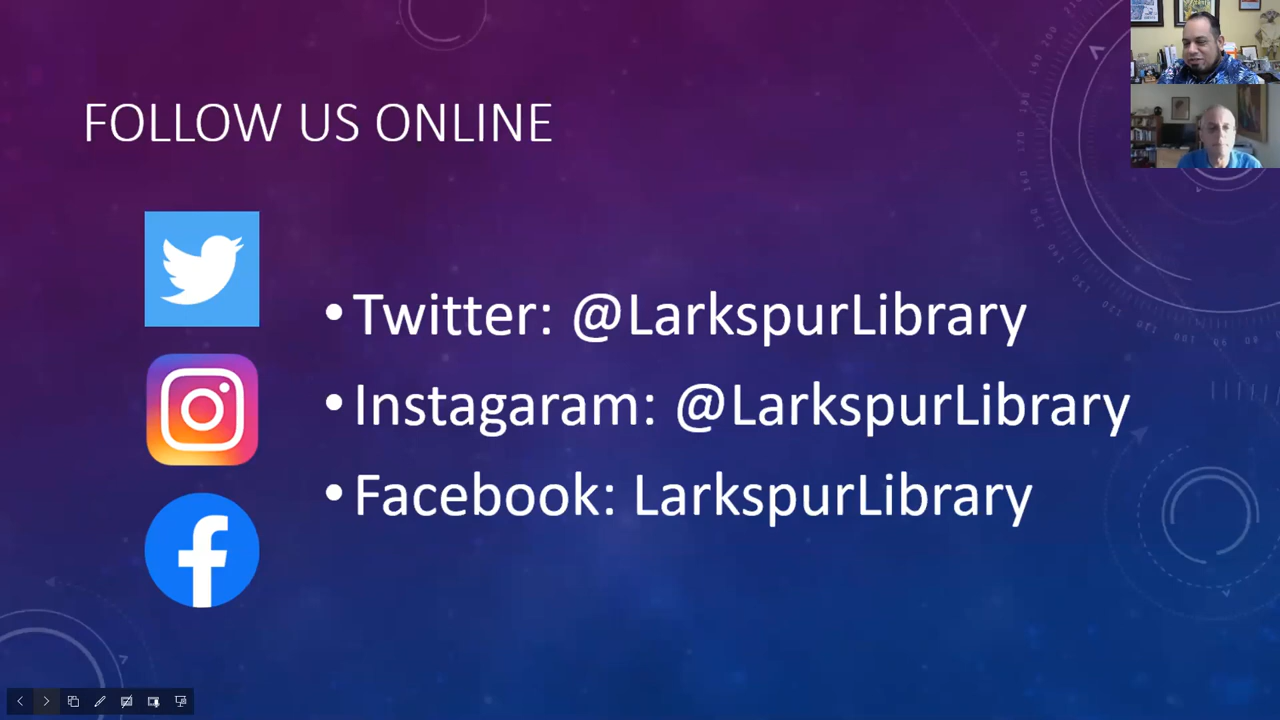 FOLLOW US ONLINE
• Twitter: @LarkspurLibrary
• Instagaram: @LarkspurLibrary
• Facebook: LarkspurLibrary